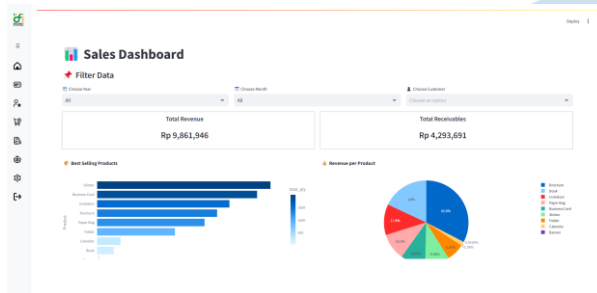 Deploy
📊 Sales Dashboard
📌 Filter Data
Choose Year
Choose Month
Choose Customer
All
All
Choose an option
Total Revenue
Rp 9,861,946
Total Receivables
Rp 4,293,691
Best Selling Products
Revenue per Product
Product
Sticker
Business Card
Invitation
Brochure
Paper Bag
Folder
Calendar
Book
total_qty
Brochure
Book
Invitation
Paper Bag
Business Card
Sticker
Folder
Calendar
Banner